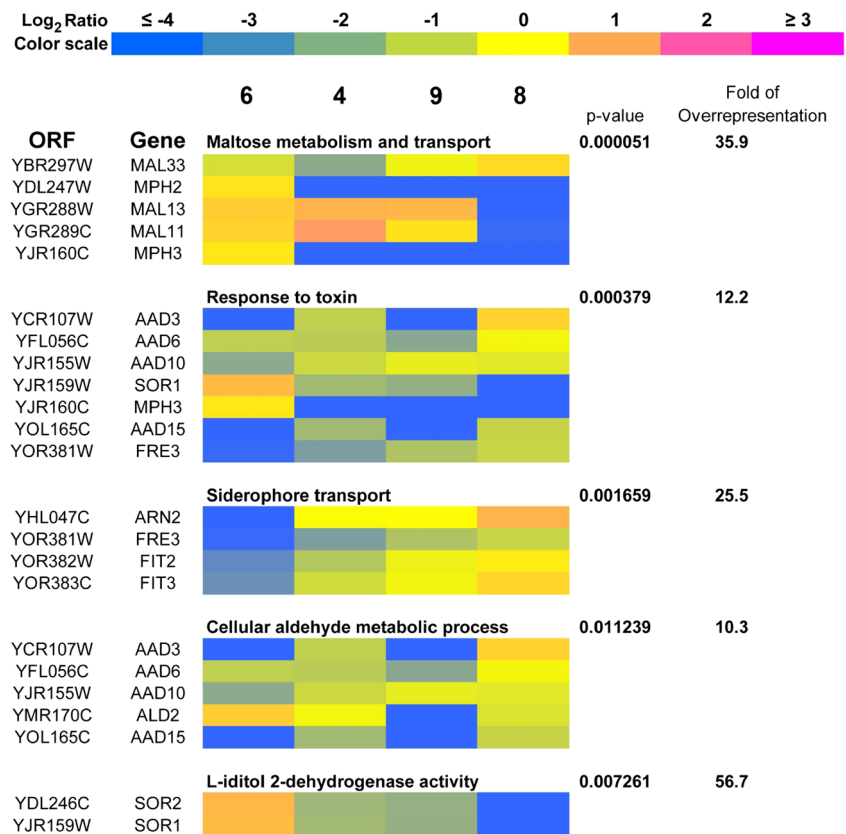 Log2 Ratio ≤ -4 -3 -2 -1 0 1 2 ≥ 3
Color scale
6 4 9 8 Fold of
p-value Overrepresentation
ORF Gene Maltose metabolism and transport 0.000051 35.9
YBR297W MAL33
YDL247W MPH2
YGR288W MAL13
YGR289C MAL11
YJR160C MPH3
Response to toxin 0.000379 12.2
YCR107W AAD3
YFL056C AAD6
YJR155W AAD10
YJR159W SOR1
YJR160C MPH3
YOL165C AAD15
YOR381W FRE3
Siderophore transport 0.001659 25.5
YHL047C ARN2
YOR381W FRE3
YOR382W FIT2
YOR383C FIT3
Cellular aldehyde metabolic process 0.011239 10.3
YCR107W AAD3
YFL056C AAD6
YJR155W AAD10
YMR170C ALD2
YOL165C AAD15
L-iditol 2-dehydrogenase activity 0.007261 56.7
YDL246C SOR2
YJR159W SOR1